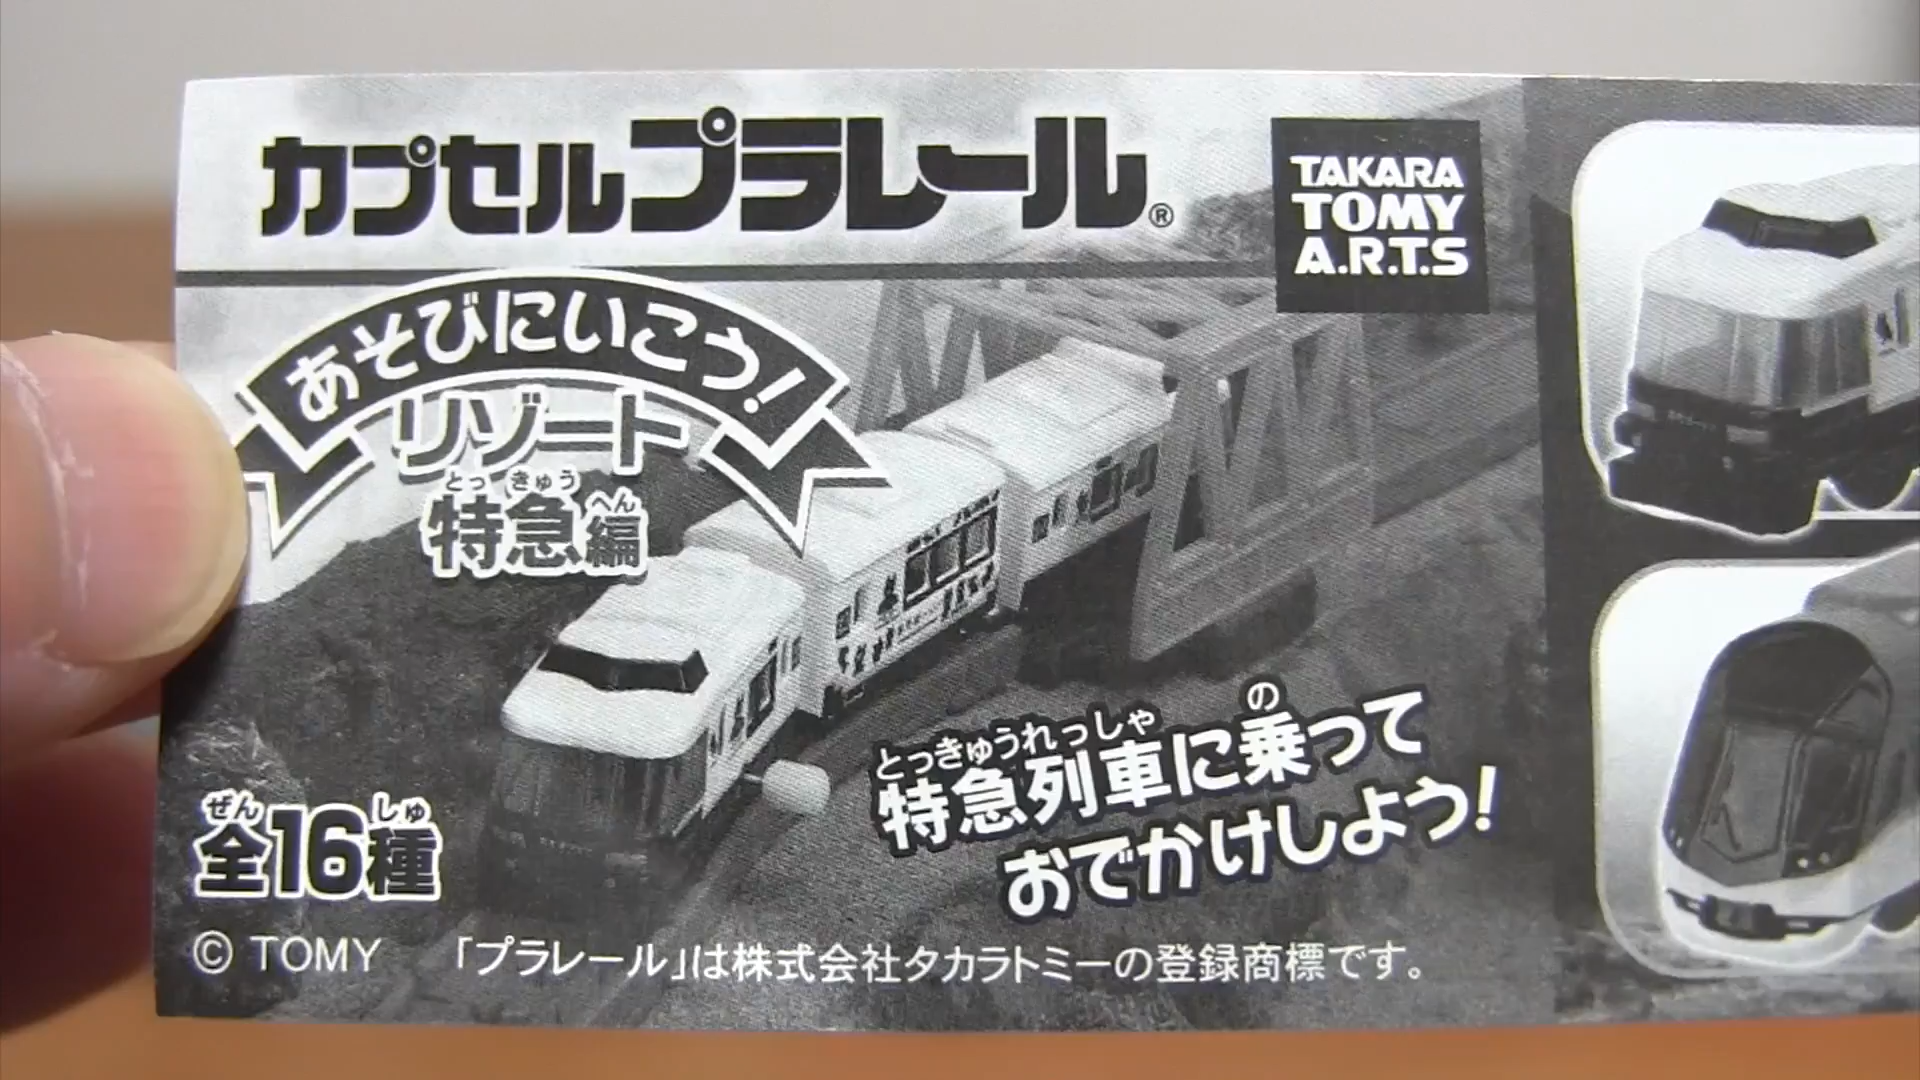 カプセルプラレール®
TAKARA
TOMY
A.R.T.S
あそびにいこう!
リゾート
とっきゅうへん
特急編
とっきゅうれっしゃ の
特急列車に乗って
おでかけしよう!
ぜん しゅ
全16種
© TOMY 「プラレール」は株式会社タカラトミーの登録商標です。